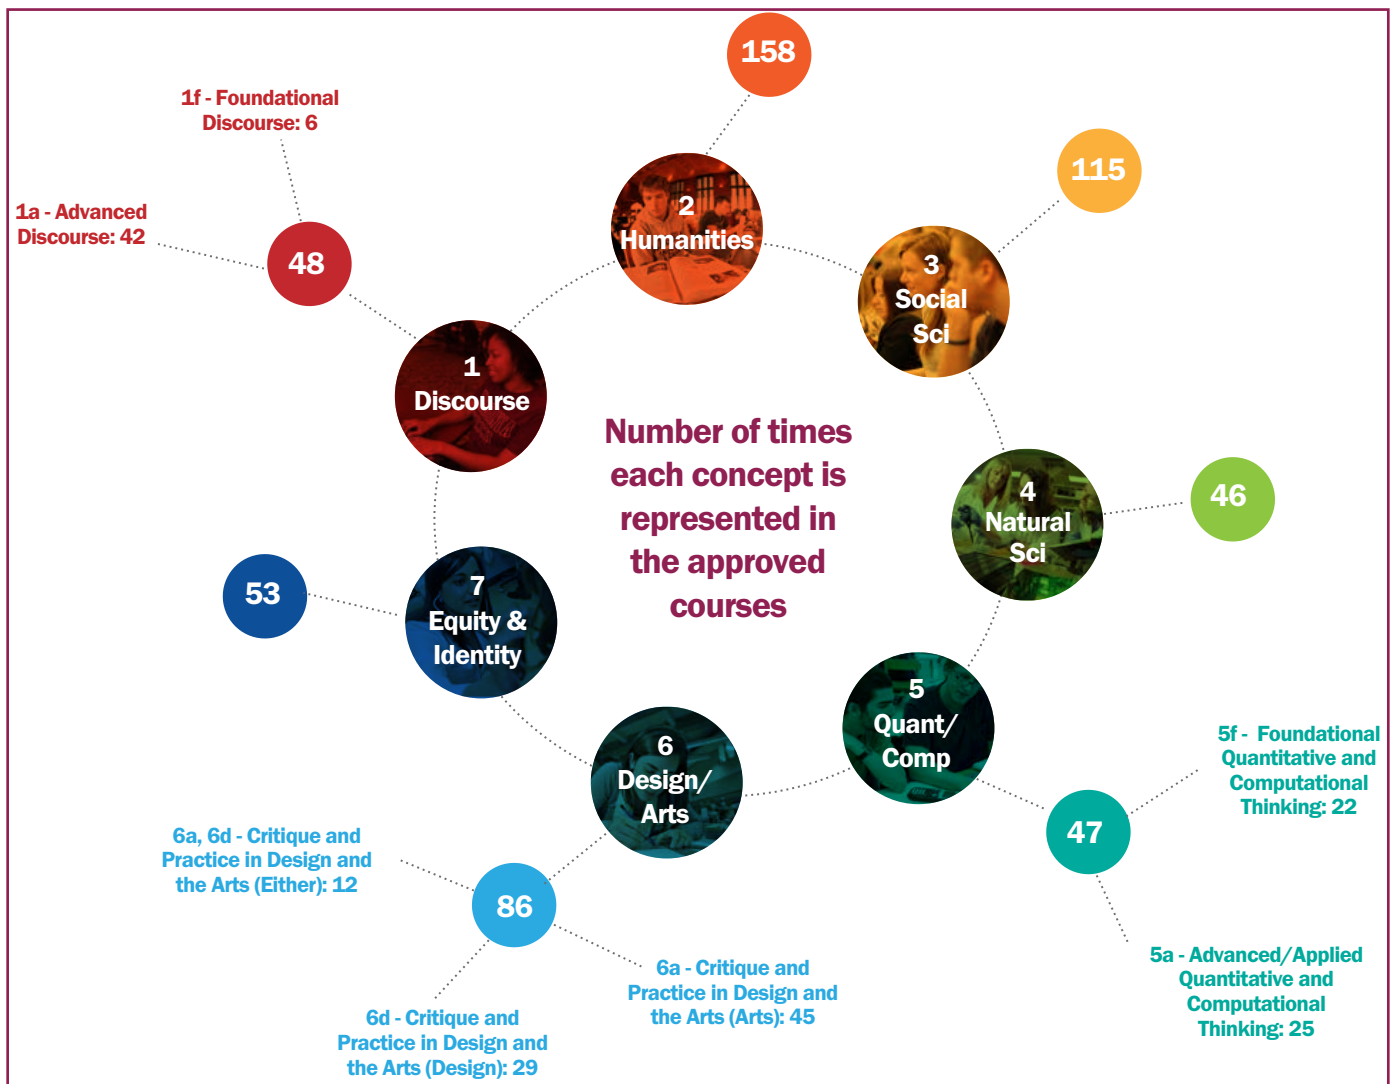 158
1f - Foundational
Discourse: 6
115
1a - Advanced
Discourse: 42
48
2
Humanities
3
Social
Sci
1
Discourse
Number of times
each concept is
represented in
the approved
courses
4
Natural
Sci
46
53
7
Equity &
Identity
5
Quant/
Comp
6
Design/
Arts
5f - Foundational
Quantitative and
Computational
Thinking: 22
47
6a, 6d - Critique and
Practice in Design and
the Arts (Either): 12
86
5a - Advanced/Applied
Quantitative and
Computational
Thinking: 25
6a - Critique and
Practice in Design and
the Arts (Arts): 45
6d - Critique and
Practice in Design and
the Arts (Design): 29